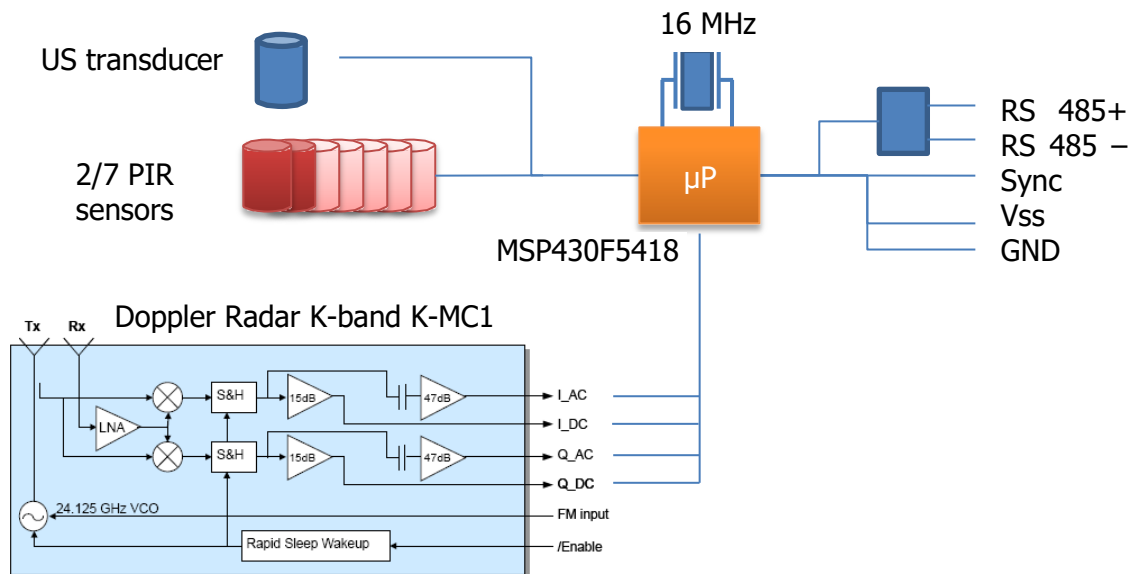 16 MHz
US transducer
RS 485+
RS 485 –
2/7 PIR
sensors
µP
Sync
Vss
GND
MSP430F5418
Doppler Radar K-band K-MC1
Tx
Rx
S&H
15dB
47dB
I_AC
LNA
I_DC
S&H
15dB
47dB
Q_AC
Q_DC
24.125 GHz VCO
FM input
Rapid Sleep Wakeup
/Enable